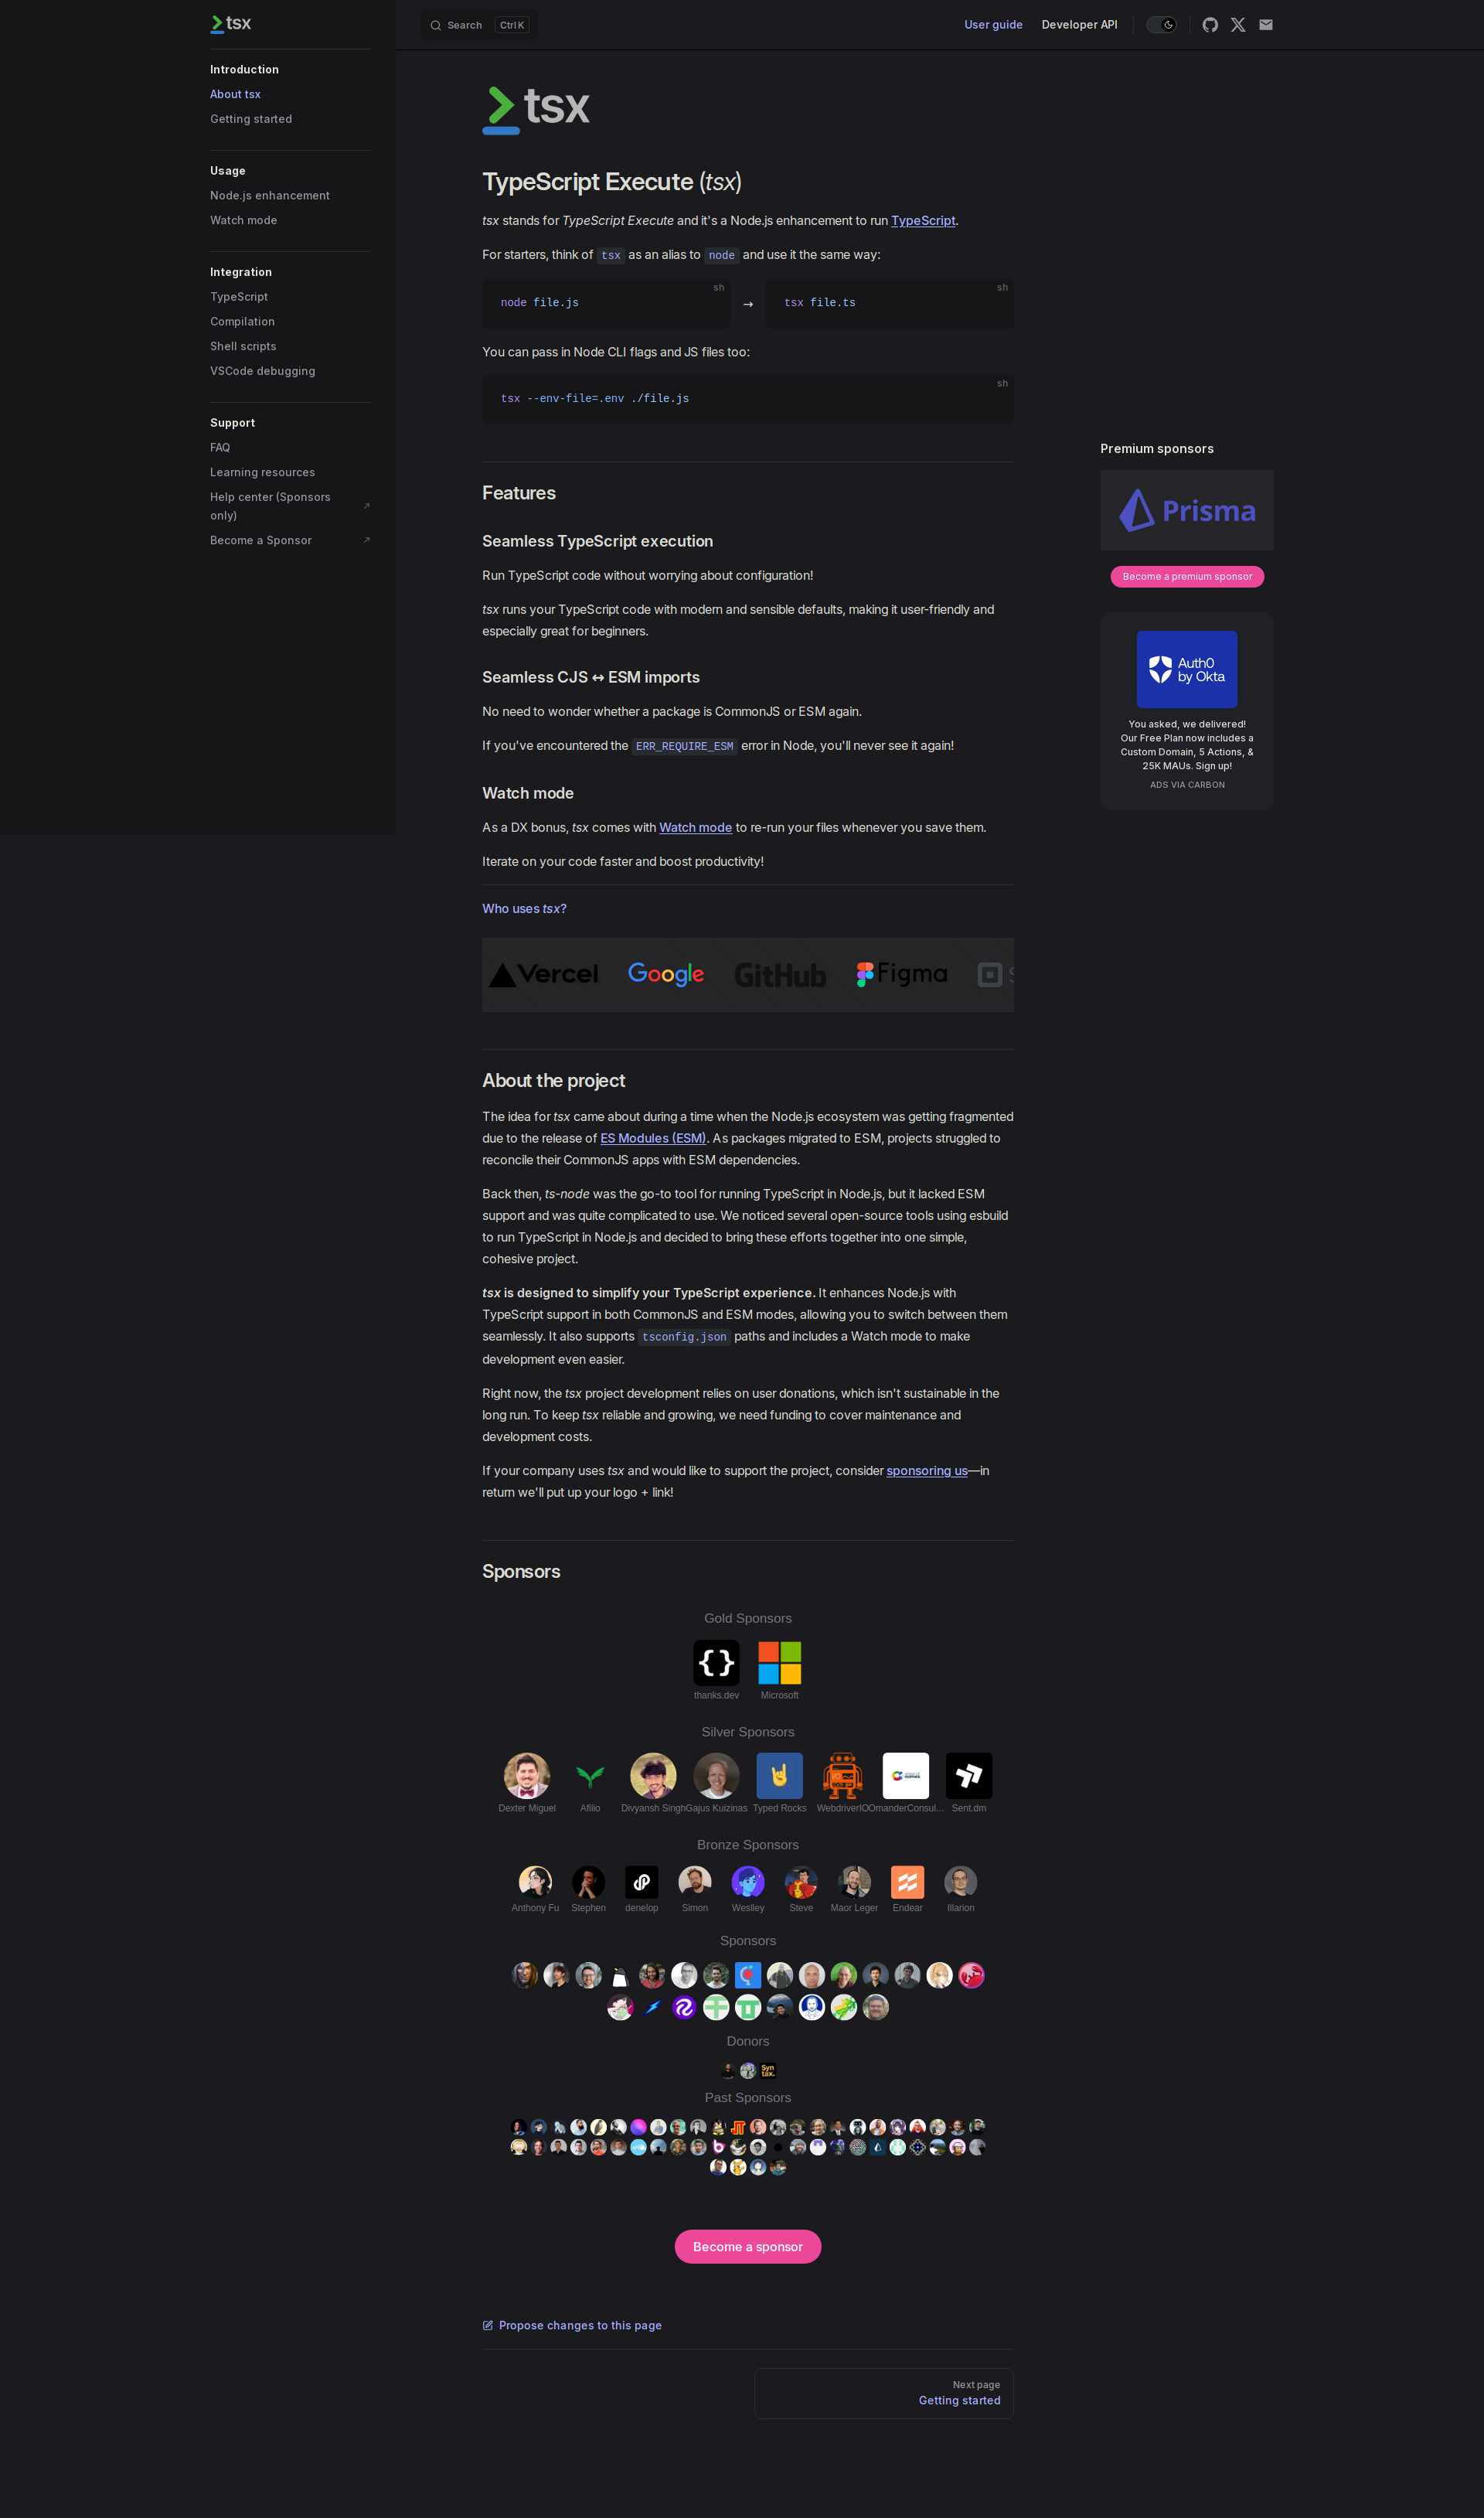 tsx
Search
Ctrl K
User guide
Developer API
Introduction
About tsx
Getting started
Usage
Node.js enhancement
Watch mode
Integration
TypeScript
Compilation
Shell scripts
VSCode debugging
Support
FAQ
Learning resources
Help center (Sponsors
only)
Become a Sponsor
tsx
TypeScript Execute (tsx)
tsx stands for TypeScript Execute and it's a Node.js enhancement to run TypeScript.
For starters, think of tsx as an alias to node and use it the same way:
sh
node file.js
→
sh
tsx file.ts
You can pass in Node CLI flags and JS files too:
sh
tsx --env-file=.env ./file.js
Features
Seamless TypeScript execution
Run TypeScript code without worrying about configuration!
tsx runs your TypeScript code with modern and sensible defaults, making it user-friendly and
especially great for beginners.
Seamless CJS ↔ ESM imports
No need to wonder whether a package is CommonJS or ESM again.
If you've encountered the ERR_REQUIRE_ESM error in Node, you'll never see it again!
Watch mode
As a DX bonus, tsx comes with Watch mode to re-run your files whenever you save them.
Iterate on your code faster and boost productivity!
Who uses tsx?
Vercel
Google
GitHub
Figma
S
About the project
The idea for tsx came about during a time when the Node.js ecosystem was getting fragmented
due to the release of ES Modules (ESM). As packages migrated to ESM, projects struggled to
reconcile their CommonJS apps with ESM dependencies.
Back then, ts-node was the go-to tool for running TypeScript in Node.js, but it lacked ESM
support and was quite complicated to use. We noticed several open-source tools using esbuild
to run TypeScript in Node.js and decided to bring these efforts together into one simple,
cohesive project.
tsx is designed to simplify your TypeScript experience. It enhances Node.js with
TypeScript support in both CommonJS and ESM modes, allowing you to switch between them
seamlessly. It also supports tsconfig.json paths and includes a Watch mode to make
development even easier.
Right now, the tsx project development relies on user donations, which isn't sustainable in the
long run. To keep tsx reliable and growing, we need funding to cover maintenance and
development costs.
If your company uses tsx and would like to support the project, consider sponsoring us—in
return we'll put up your logo + link!
Sponsors
Gold Sponsors
{}
thanks.dev
Microsoft
Silver Sponsors
Dexter Miguel
Afilio
Divyansh Singh
Gajus Kuizinas
Typed Rocks
WebdriverIO
OmanderConsul...
Sent.dm
Bronze Sponsors
Anthony Fu
Stephen
denelop
Simon
Weslley
Steve
Maor Leger
Endear
Illarion
Sponsors
Donors
Syn
tax.
Past Sponsors
Become a sponsor
Propose changes to this page
Next page
Getting started
Premium sponsors
Prisma
Become a premium sponsor
Auth0
by Okta
You asked, we delivered!
Our Free Plan now includes a
Custom Domain, 5 Actions, &
25K MAUs. Sign up!
ADS VIA CARBON